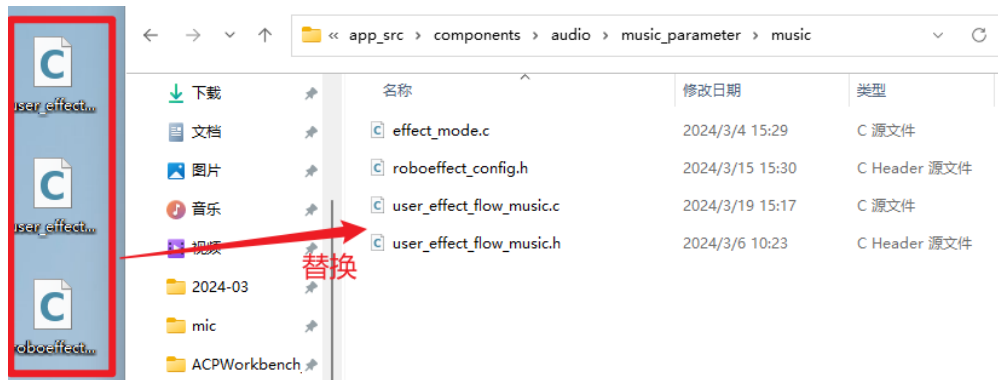 user_effect...
user_effect...
roboeffect...
« app_src › components › audio › music_parameter › music
下载
文档
图片
音乐
视频
2024-03
mic
ACPWorkbench
名称 修改日期 类型
effect_mode.c 2024/3/4 15:29 C 源文件
roboeffect_config.h 2024/3/15 15:30 C Header 源文件
user_effect_flow_music.c 2024/3/19 15:17 C 源文件
user_effect_flow_music.h 2024/3/6 10:23 C Header 源文件
替换